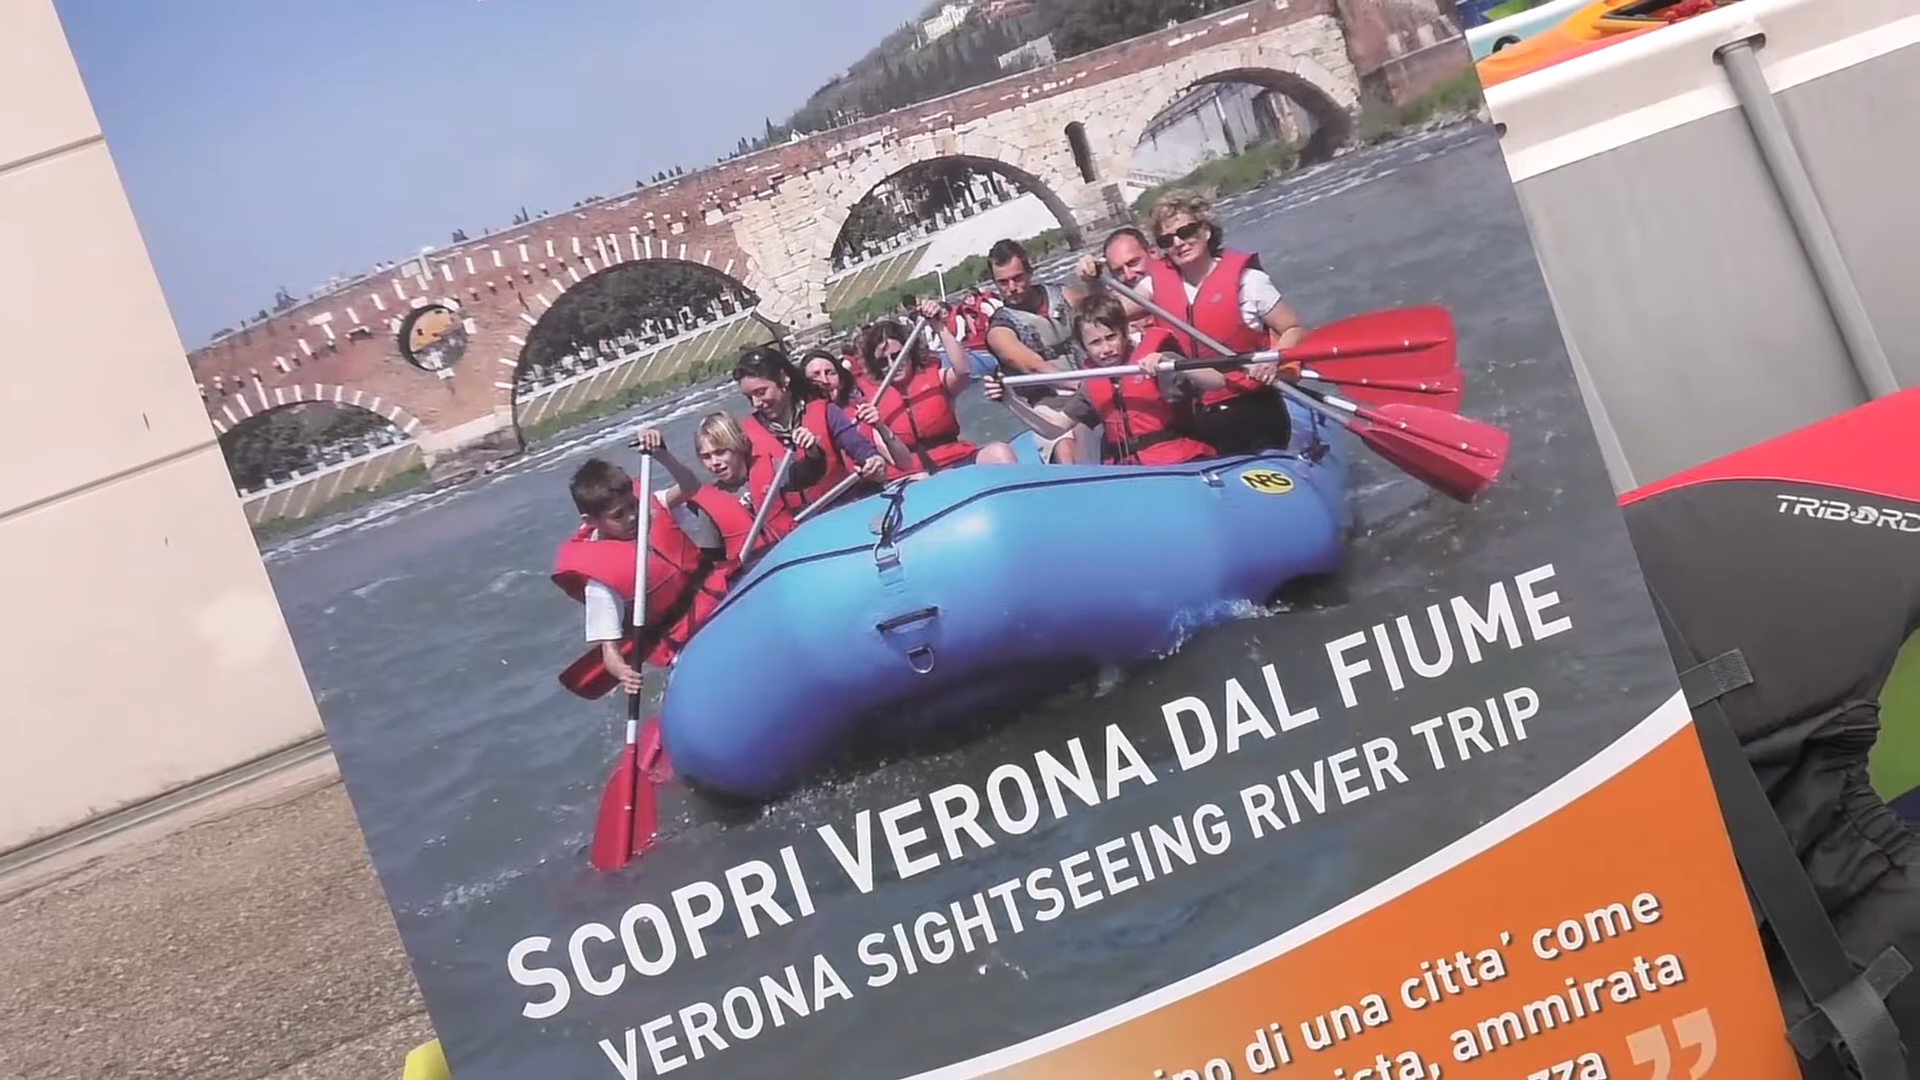 NRS
TRIBORD
SCOPRI VERONA DAL FIUME
VERONA SIGHTSEEING RIVER TRIP
di una citta' come
ammirata
”